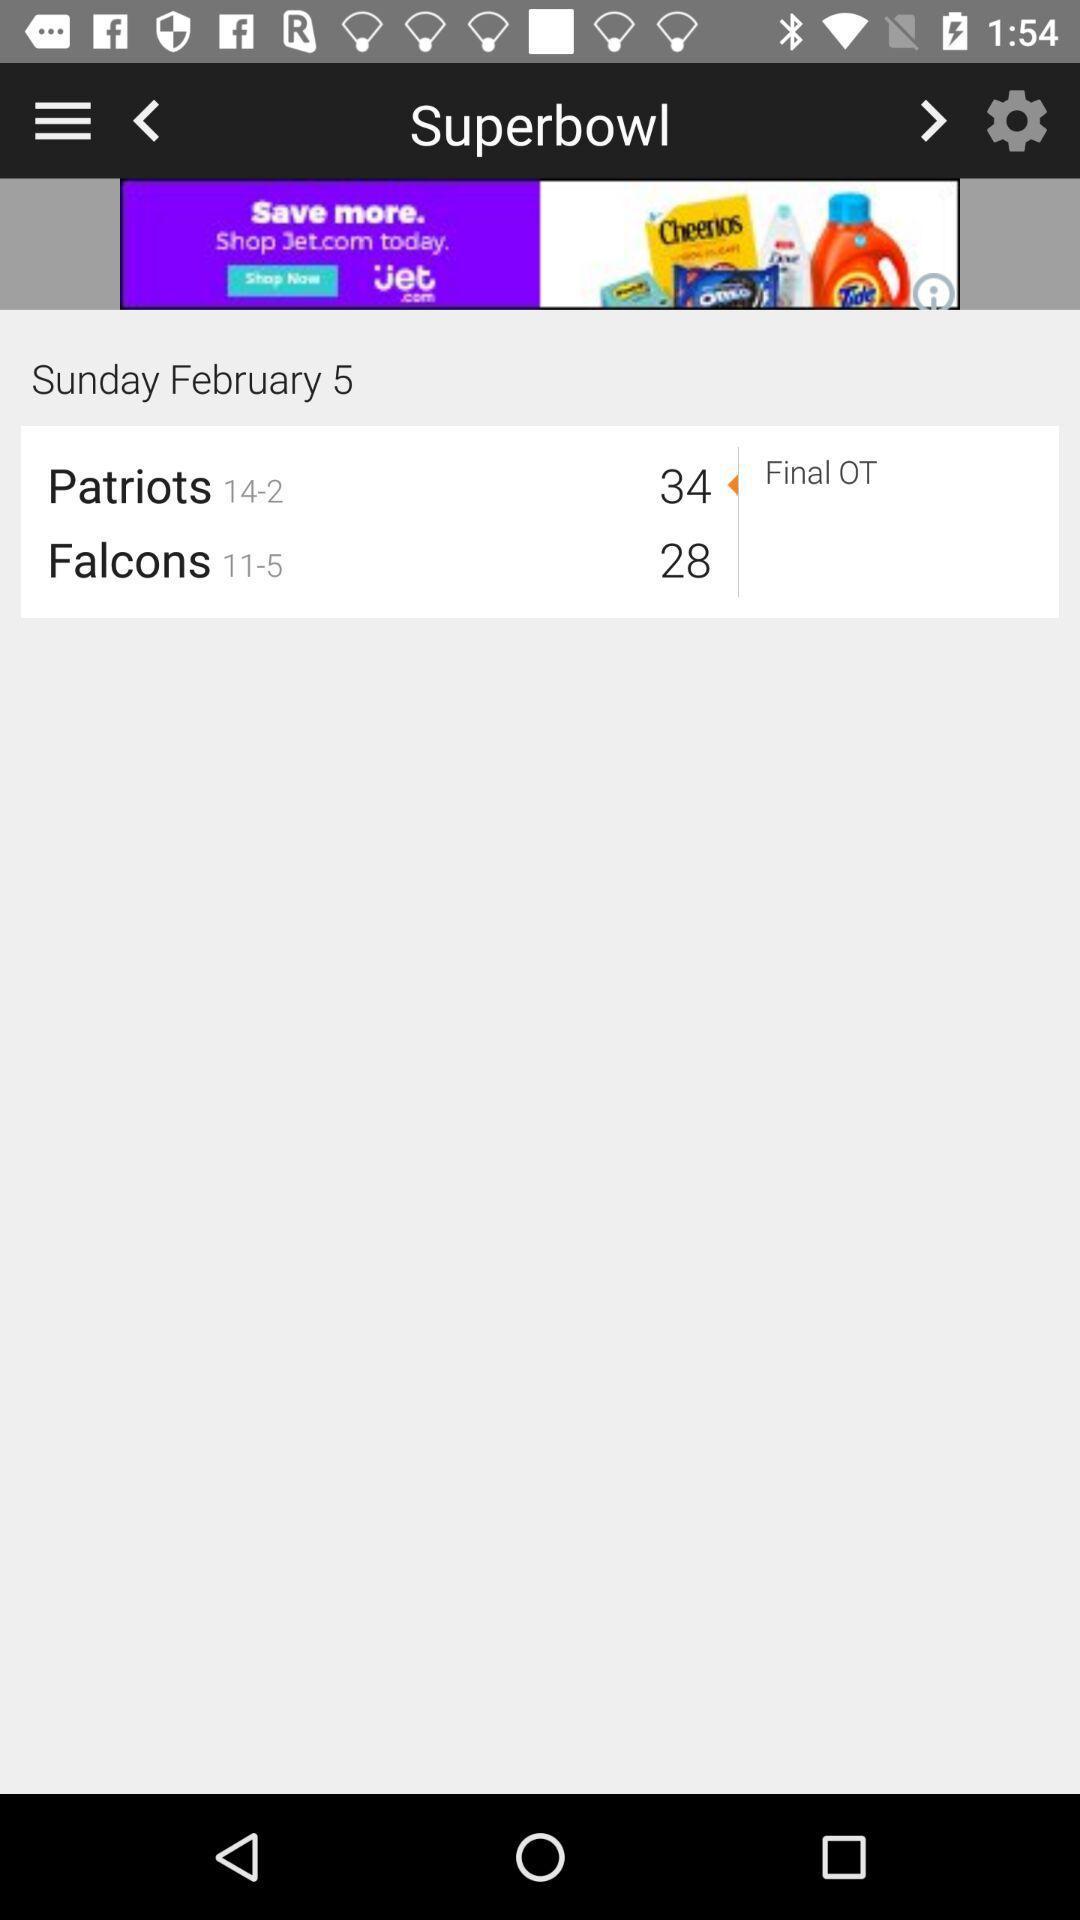 1:54
Superbowl
Save more.
Shop Jet.com today.
Shop Now
jet
.com
Cheerios
Dove
OREO
Tide
Sunday February 5
Patriots 14-2 34 Final OT
Falcons 11-5 28